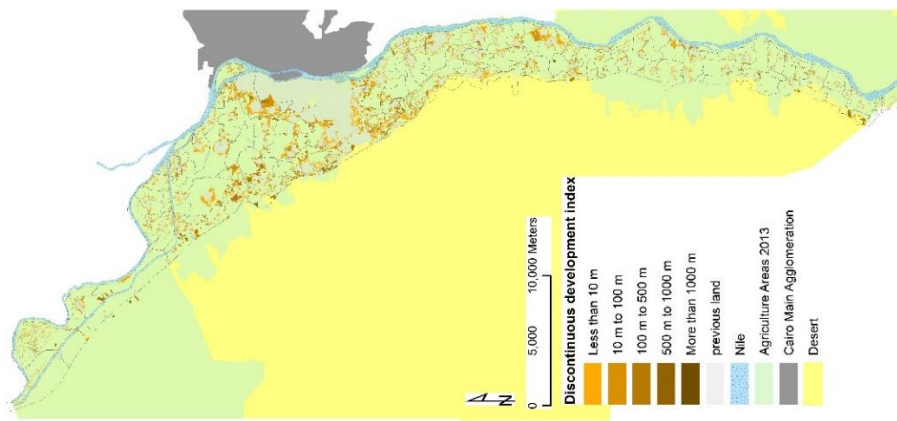 Discontinuous development index
Less than 10 m
10 m to 100 m
100 m to 500 m
500 m to 1000 m
More than 1000 m
previous land
Nile
Agriculture Areas 2013
Cairo Main Agglomeration
Desert
0 5,000 10,000 Meters
N